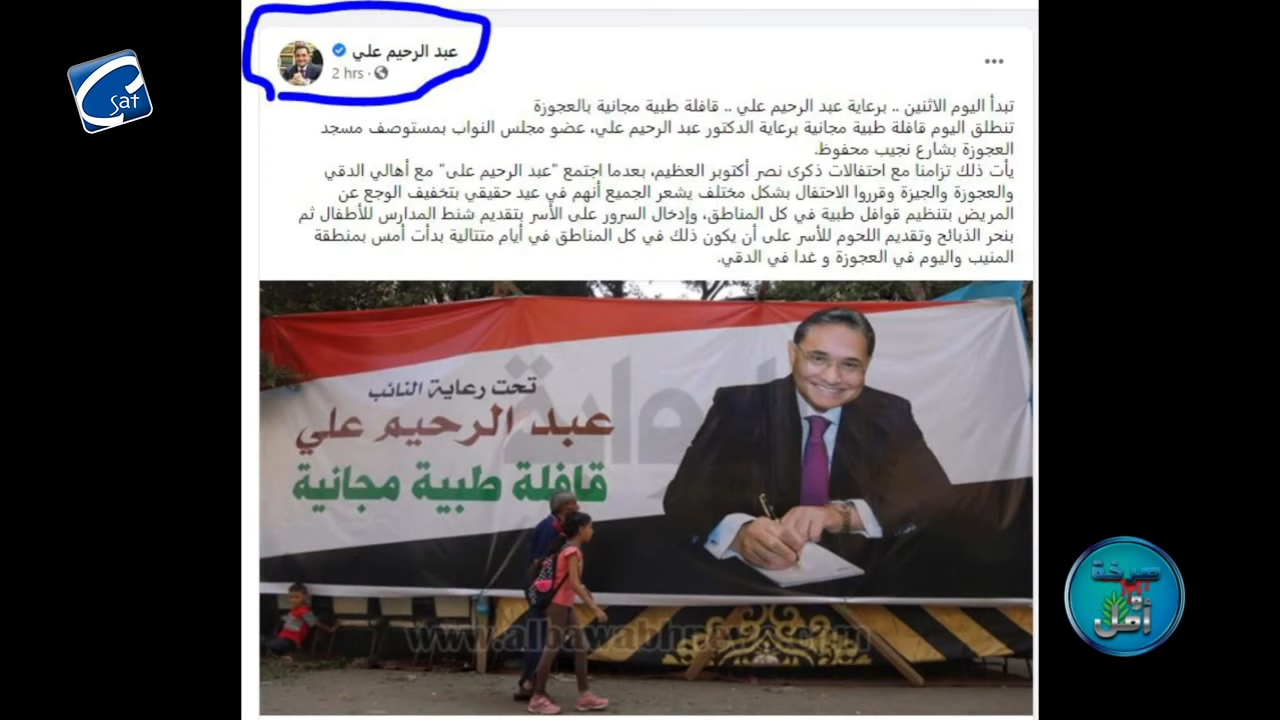 C
Sat
عبد الرحيم علي
2 hrs ·
تبدأ اليوم الاثنين .. برعاية عبد الرحيم علي .. قافلة طبية مجانية بالعجوزة
تنطلق اليوم قافلة طبية مجانية برعاية الدكتور عبد الرحيم علي، عضو مجلس النواب بمستوصف مسجد
العجوزة بشارع نجيب محفوظ.
يأت ذلك تزامنا مع احتفالات ذكرى نصر أكتوبر العظيم، بعدما اجتمع "عبد الرحيم على" مع أهالي الدقي
والعجوزة والجيزة وقرروا الاحتفال بشكل مختلف يشعر الجميع أنهم في عيد حقيقي بتخفيف الوجع عن
المريض بتنظيم قوافل طبية في كل المناطق، وإدخال السرور على الأسر بتقديم شنط المدارس للأطفال ثم
بنحر الذبائح وتقديم اللحوم للأسر على أن يكون ذلك في كل المناطق في أيام متتالية بدأت أمس بمنطقة
المنيب واليوم في العجوزة و غدا في الدقي.
تحت رعاية النائب
عبد الرحيم علي
قافلة طبية مجانية
صرخة
أمل